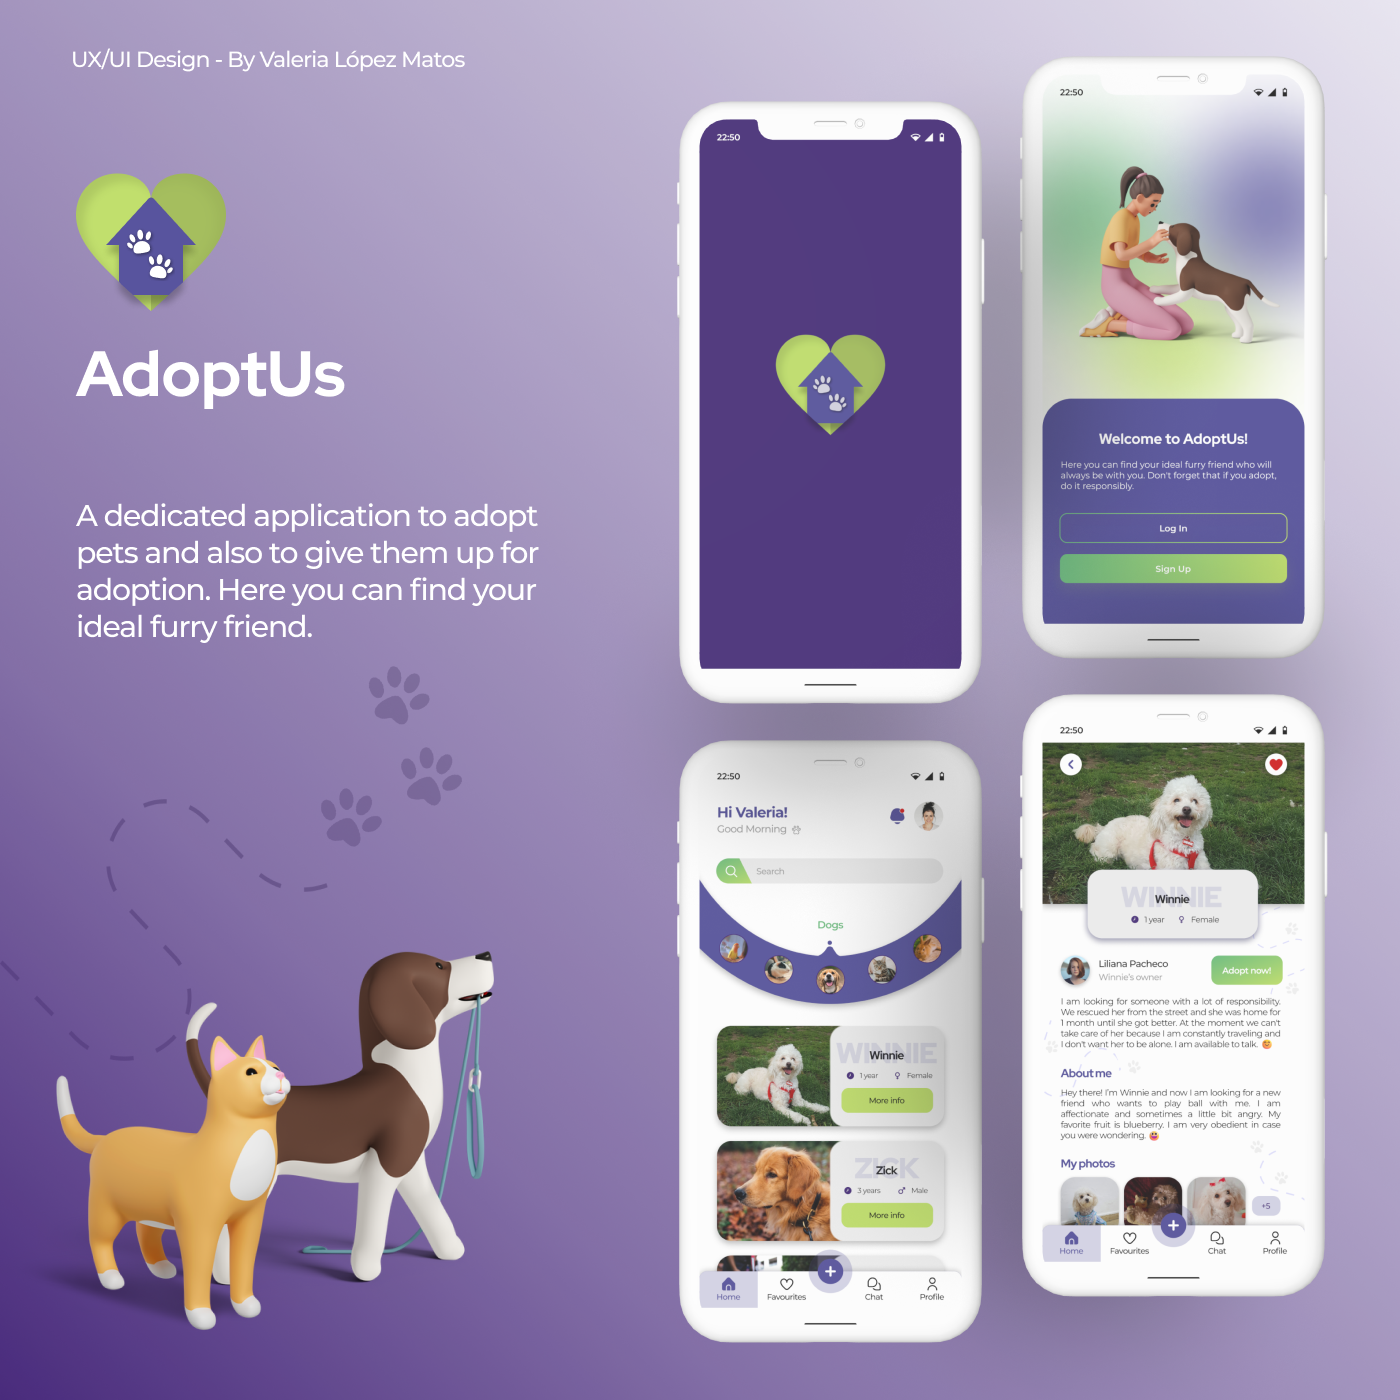 UX/UI Design - By Valeria López Matos
AdoptUs
A dedicated application to adopt
pets and also to give them up for
adoption. Here you can find your
ideal furry friend.
22:50
22:50
Welcome to AdoptUs!
Here you can find your ideal furry friend who will
always be with you. Don't forget that if you adopt,
do it responsibly.
Log In
Sign Up
22:50
Hi Valeria!
Good Morning
Search
Dogs
WINNIE
Winnie
1 year Female
More info
ZICK
Zick
3 years Male
More info
Home Favourites Chat Profile
22:50
WINNIE
Winnie
1 year Female
Liliana Pacheco
Winnie's owner
Adopt now!
I am looking for someone with a lot of responsibility.
We rescued her from the street and she was home for
1 month until she got better. At the moment we can't
take care of her because I am constantly traveling and
I don't want her to be alone. I am available to talk. 😊
About me
Hey there! I'm Winnie and now I am looking for a new
friend who wants to play ball with me. I am
affectionate and sometimes a little bit angry. My
favorite fruit is blueberry. I am very obedient in case
you were wondering. 😛
My photos
+5
Home Favourites Chat Profile